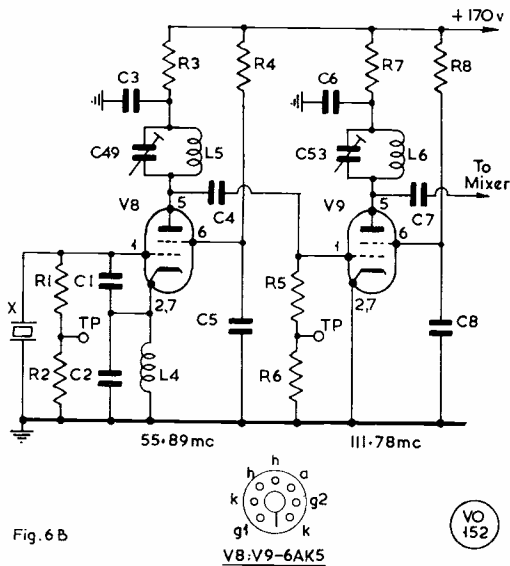 +170v
R3
R4
R7
R8
C3
C6
C49
L5
C53
L6
To
Mixer
C4
C7
V8
5
V9
5
6
6
1
1
R1
C1
2,7
R5
2,7
X
TP
C5
TP
C8
R2
C2
L4
R6
55·89mc
111·78mc
h
h
a
k
g2
g1
k
Fig. 6B
V8:V9-6AK5
VO
152